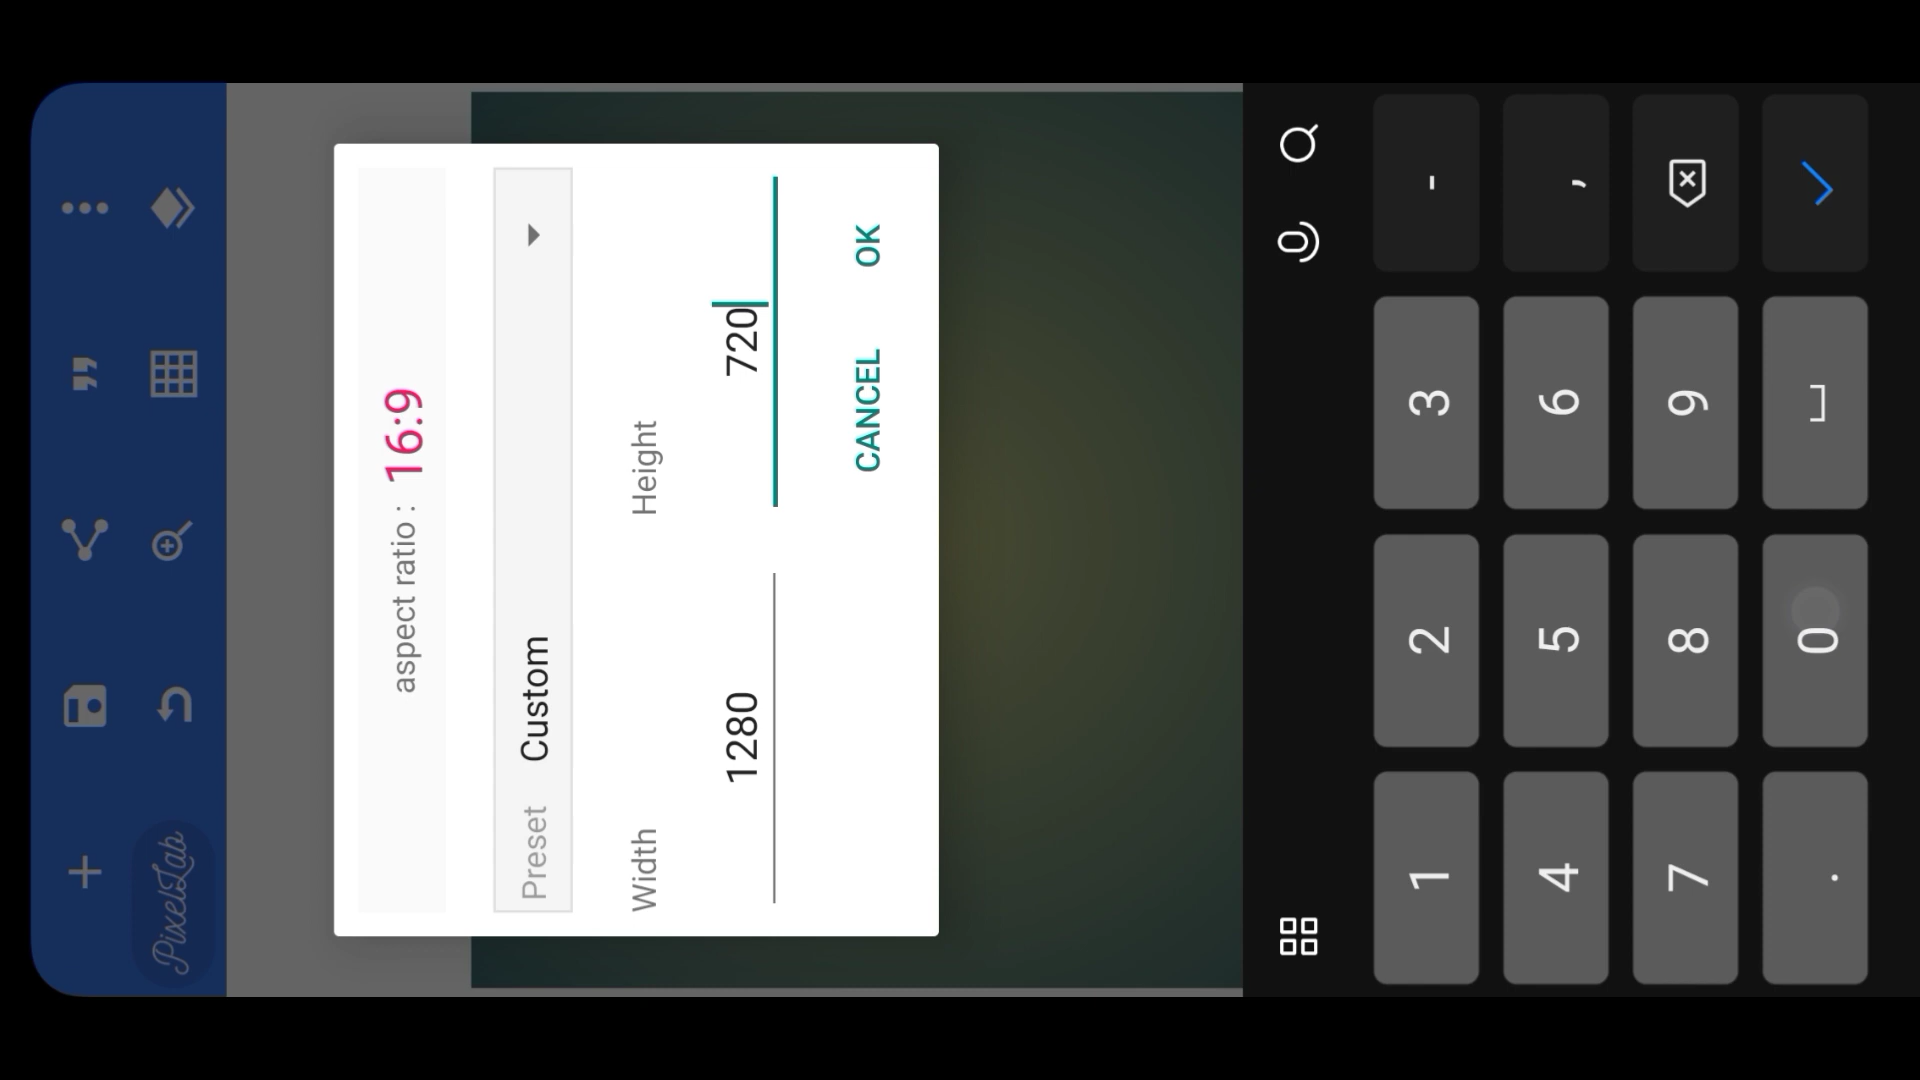 PixelLab
aspect ratio : 16:9
Preset Custom
Width Height
1280 720
CANCEL OK
1 2 3 -
4 5 6 ,
7 8 9
. 0